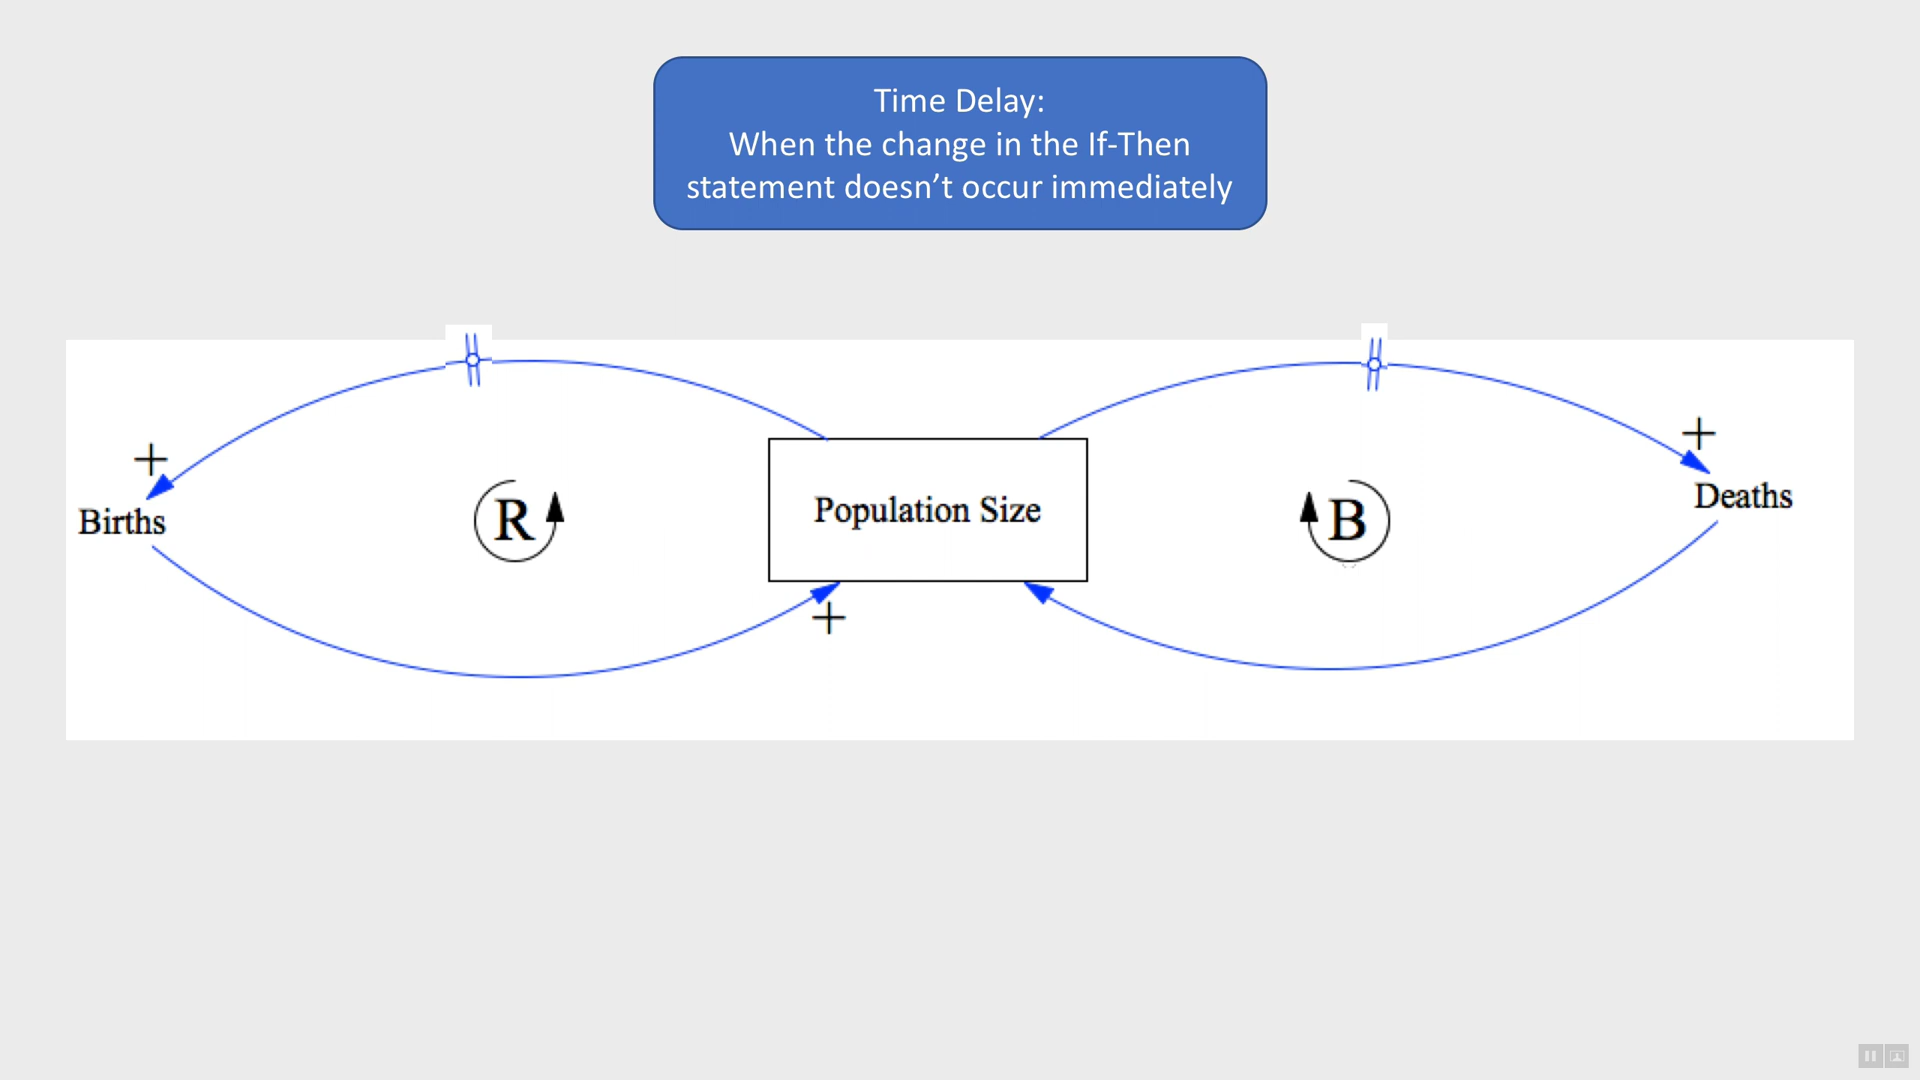 Time Delay:
When the change in the If-Then
statement doesn’t occur immediately
+
+
Births
R
Population Size
B
Deaths
+